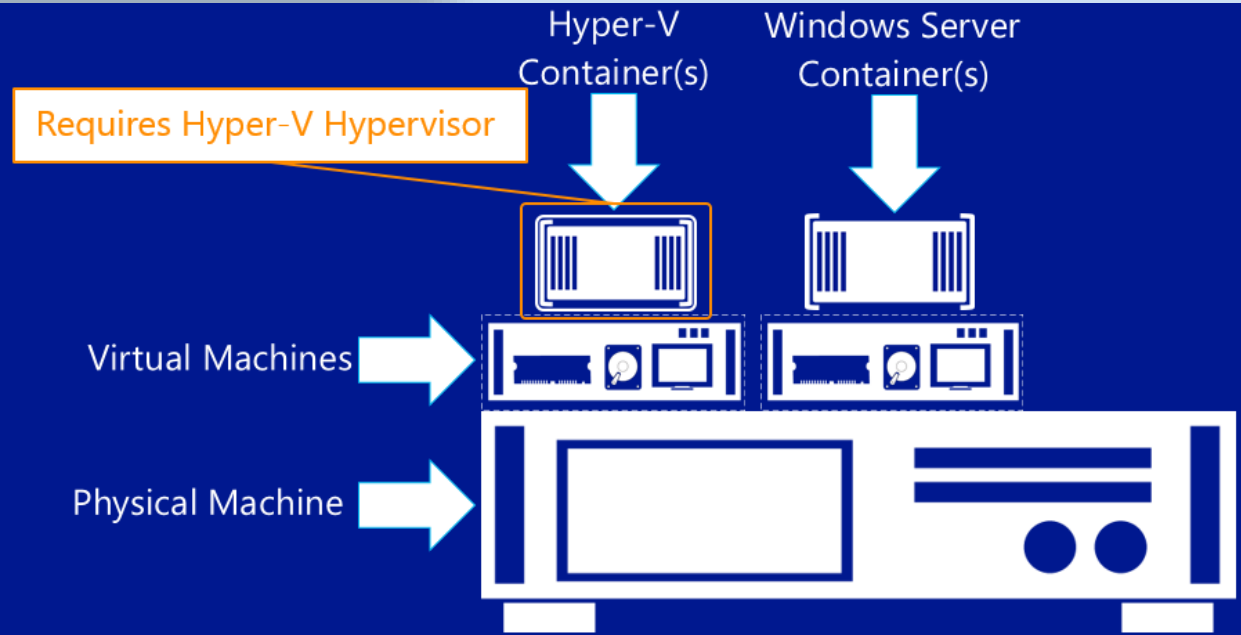 Hyper-V
Container(s)
Windows Server
Container(s)
Requires Hyper-V Hypervisor
Virtual Machines
Physical Machine